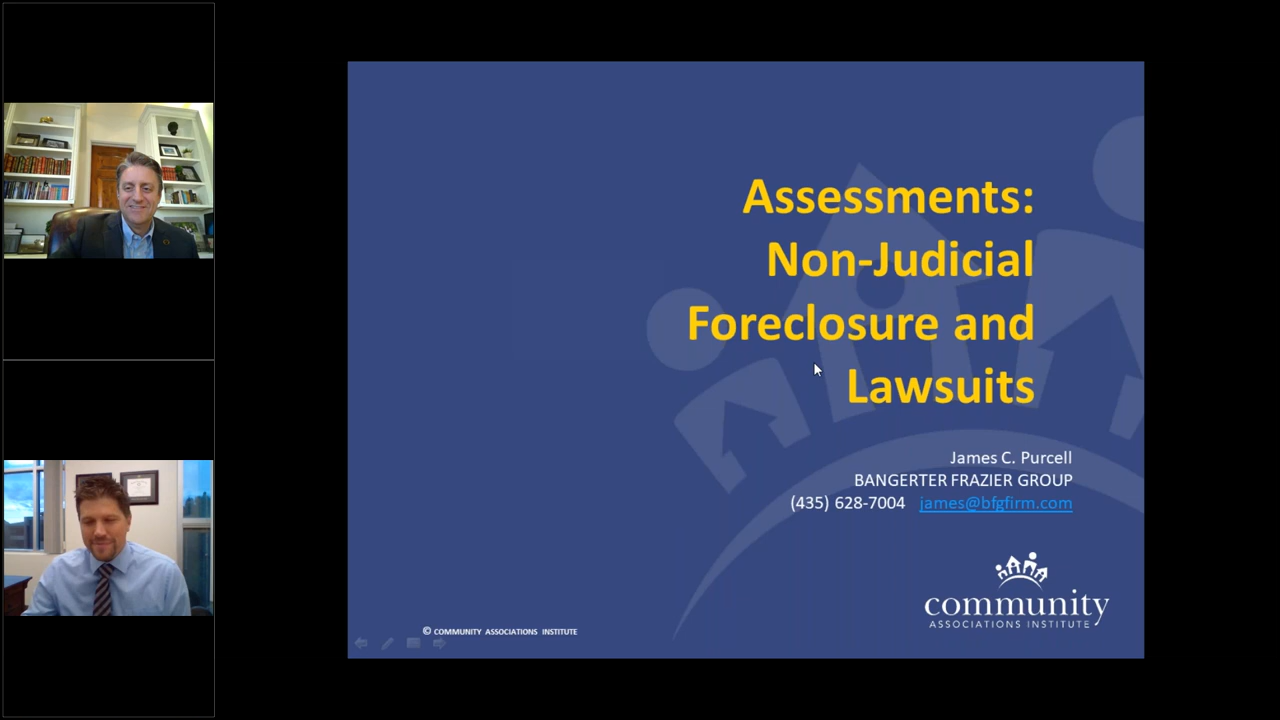 Assessments:
Non-Judicial
Foreclosure and
Lawsuits
James C. Purcell
BANGERTER FRAZIER GROUP
(435) 628-7004 james@bfgfirm.com
community
ASSOCIATIONS INSTITUTE
© COMMUNITY ASSOCIATIONS INSTITUTE